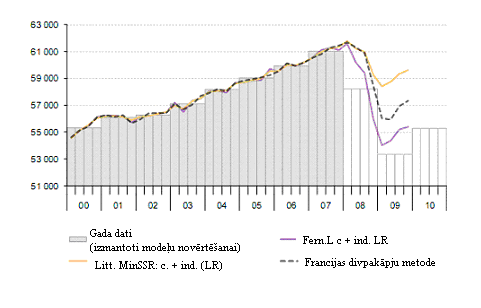 63 000
61 000
59 000
57 000
55 000
53 000
51 000
00 01 02 03 04 05 06 07 08 09 10
Gada dati
(izmantoti modeļu novērtēšanai)
Fern.L c + ind. LR
Litt. MinSSR: c. + ind. (LR)
Francijas divpakāpju metode